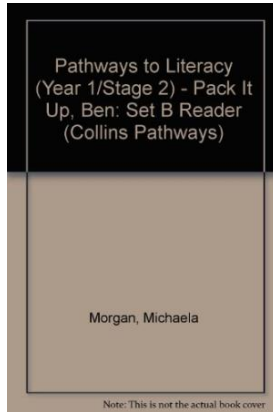 Pathways to Literacy
(Year 1/Stage 2) - Pack It
Up, Ben: Set B Reader
(Collins Pathways)
Morgan, Michaela
Note: This is not the actual book cover